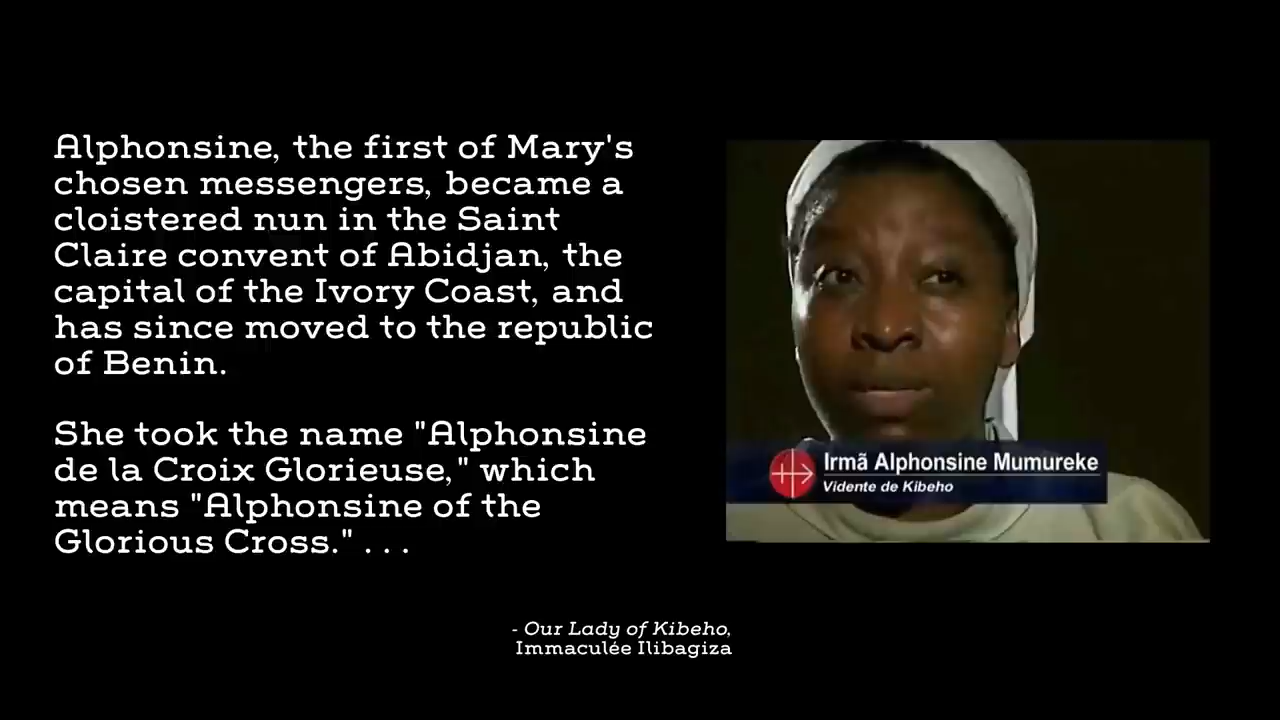 Alphonsine, the first of Mary's
chosen messengers, became a
cloistered nun in the Saint
Claire convent of Abidjan, the
capital of the Ivory Coast, and
has since moved to the republic
of Benin.
She took the name "Alphonsine
de la Croix Glorieuse," which
means "Alphonsine of the
Glorious Cross." . . .
Irmã Alphonsine Mumureke
Vidente de Kibeho
- Our Lady of Kibeho,
Immaculée Ilibagiza